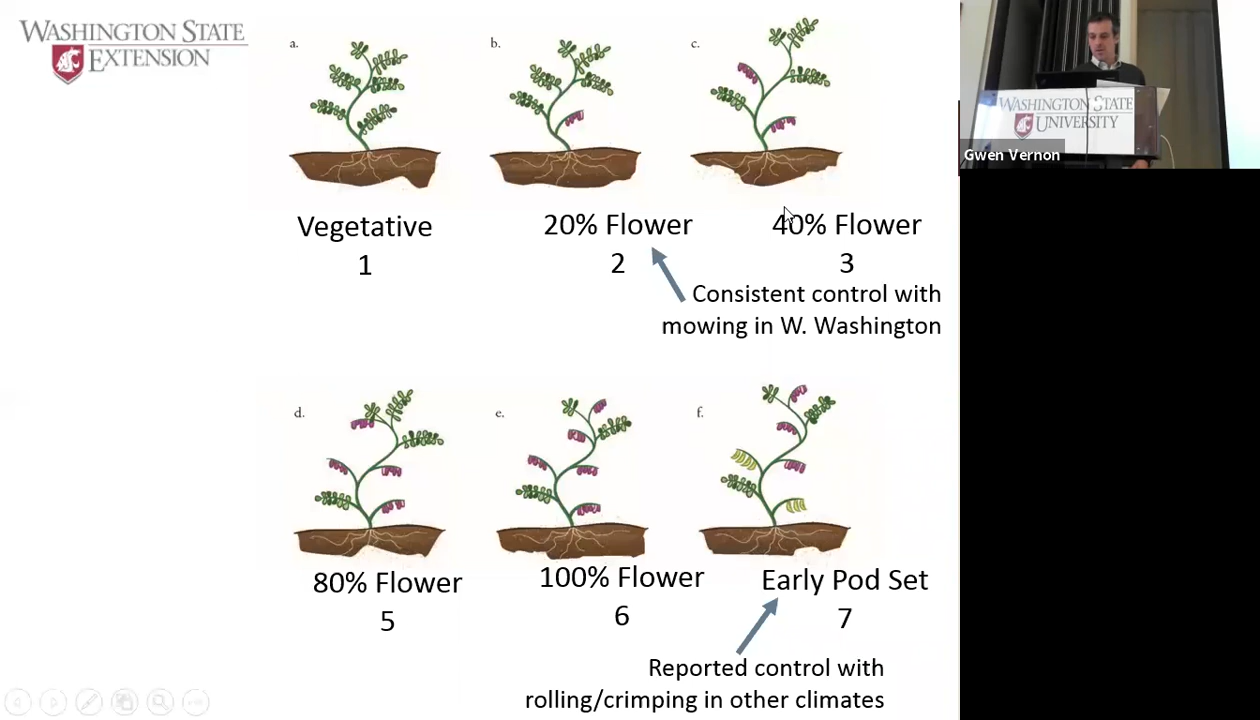 WASHINGTON STATE
EXTENSION
a.
b.
c.
Vegetative
1
20% Flower
2
40% Flower
3
Consistent control with
mowing in W. Washington
d.
e.
f.
80% Flower
5
100% Flower
6
Early Pod Set
7
Reported control with
rolling/crimping in other climates
WASHINGTON STATE
UNIVERSITY
Gwen Vernon